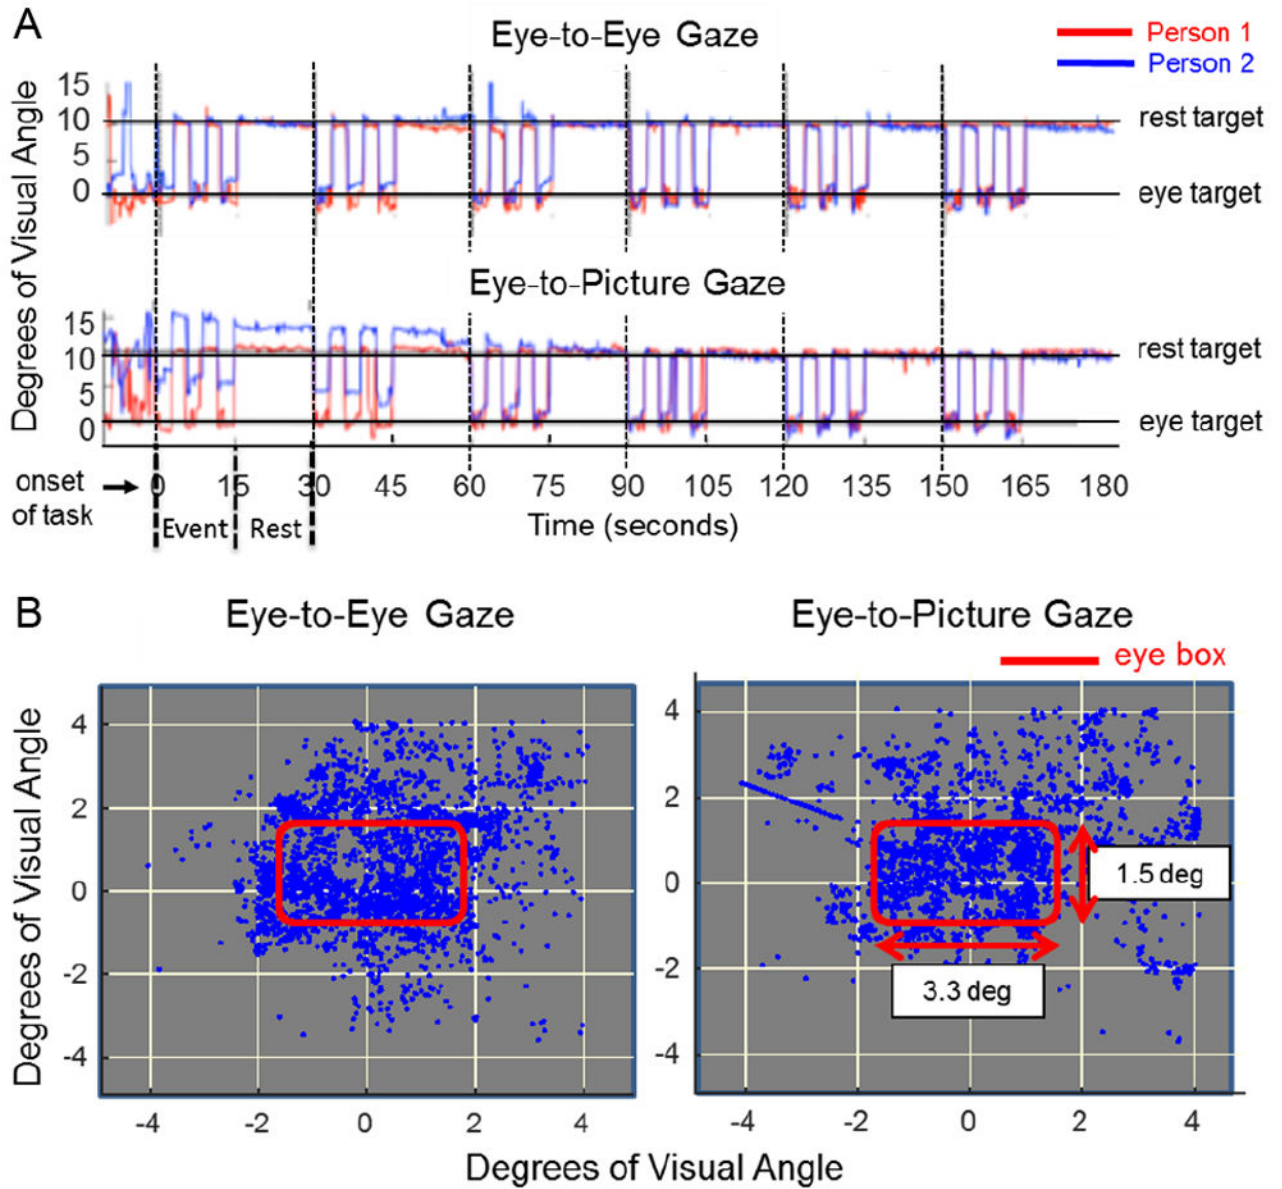 A
Eye-to-Eye Gaze
Person 1
Person 2
Degrees of Visual Angle
15
10
5
0
rest target
eye target
Eye-to-Picture Gaze
15
10
5
0
rest target
eye target
onset of task
0 15 30 45 60 75 90 105 120 135 150 165 180
Event Rest
Time (seconds)
B
Eye-to-Eye Gaze
Eye-to-Picture Gaze
eye box
Degrees of Visual Angle
4
2
0
-2
-4
-4 -2 0 2 4
4
2
0
-2
-4
1.5 deg
3.3 deg
-4 -2 0 2 4
Degrees of Visual Angle